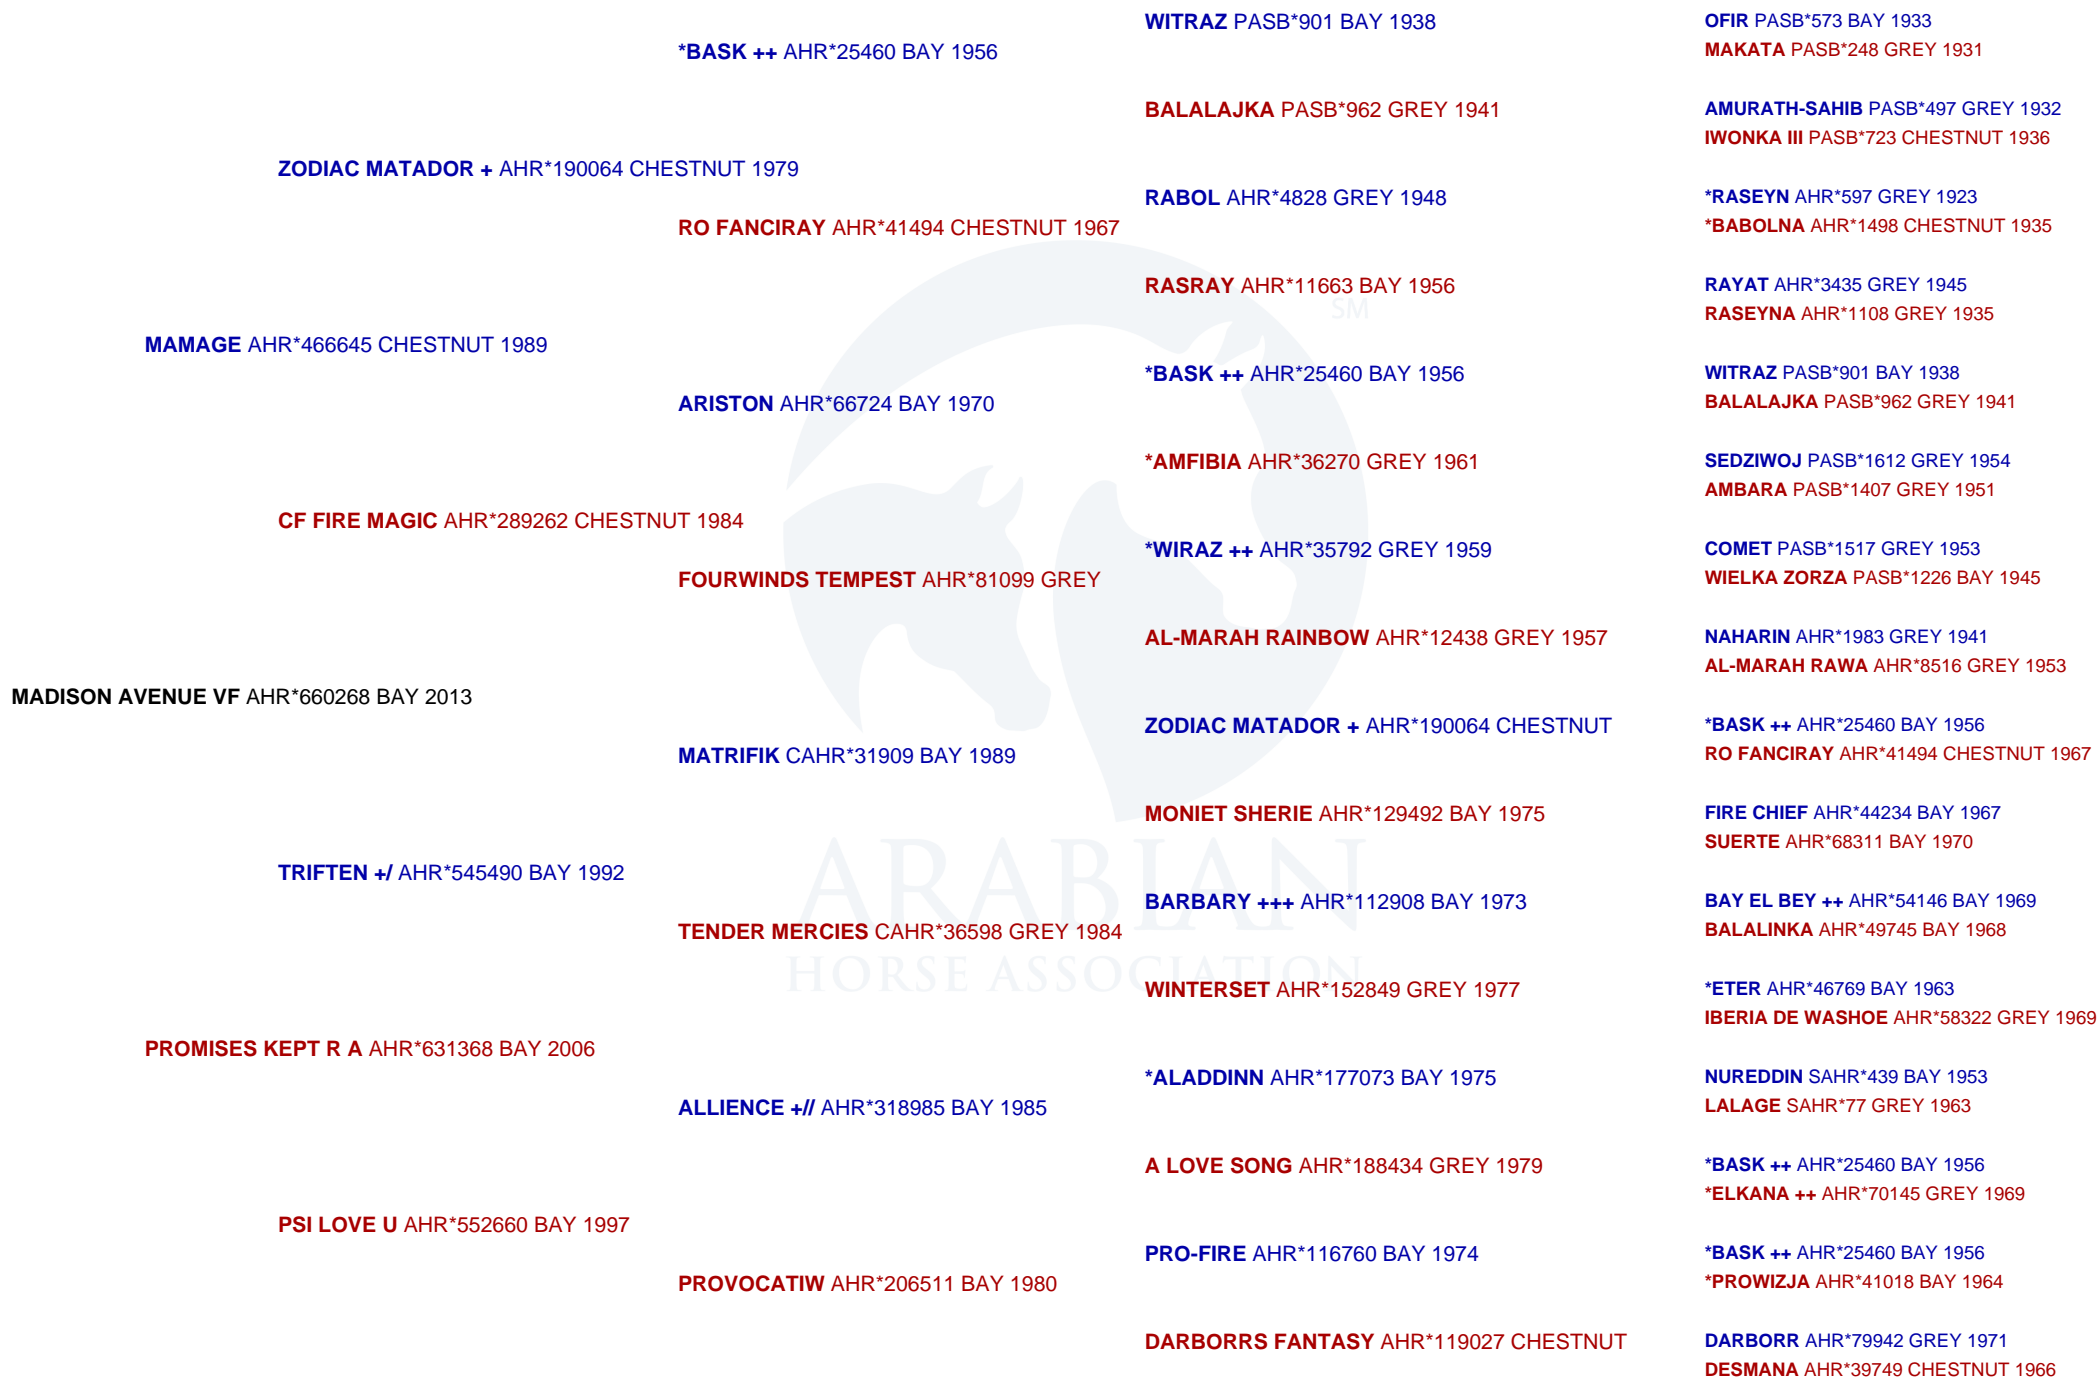 WITRAZ PASB*901 BAY 1938
OFIR PASB*573 BAY 1933
*BASK ++ AHR*25460 BAY 1956
MAKATA PASB*248 GREY 1931
BALALAJKA PASB*962 GREY 1941
AMURATH-SAHIB PASB*497 GREY 1932
IWONKA III PASB*723 CHESTNUT 1936
ZODIAC MATADOR + AHR*190064 CHESTNUT 1979
RABOL AHR*4828 GREY 1948
*RASEYN AHR*597 GREY 1923
RO FANCIRAY AHR*41494 CHESTNUT 1967
*BABOLNA AHR*1498 CHESTNUT 1935
RASRAY AHR*11663 BAY 1956
RAYAT AHR*3435 GREY 1945
SM
RASEYNA AHR*1108 GREY 1935
MAMAGE AHR*466645 CHESTNUT 1989
*BASK ++ AHR*25460 BAY 1956
WITRAZ PASB*901 BAY 1938
ARISTON AHR*66724 BAY 1970
BALALAJKA PASB*962 GREY 1941
*AMFIBIA AHR*36270 GREY 1961
SEDZIWOJ PASB*1612 GREY 1954
AMBARA PASB*1407 GREY 1951
CF FIRE MAGIC AHR*289262 CHESTNUT 1984
*WIRAZ ++ AHR*35792 GREY 1959
COMET PASB*1517 GREY 1953
FOURWINDS TEMPEST AHR*81099 GREY
WIELKA ZORZA PASB*1226 BAY 1945
AL-MARAH RAINBOW AHR*12438 GREY 1957
NAHARIN AHR*1983 GREY 1941
AL-MARAH RAWA AHR*8516 GREY 1953
MADISON AVENUE VF AHR*660268 BAY 2013
ZODIAC MATADOR + AHR*190064 CHESTNUT
*BASK ++ AHR*25460 BAY 1956
MATRIFIK CAHR*31909 BAY 1989
RO FANCIRAY AHR*41494 CHESTNUT 1967
MONIET SHERIE AHR*129492 BAY 1975
FIRE CHIEF AHR*44234 BAY 1967
SUERTE AHR*68311 BAY 1970
TRIFTEN +/ AHR*545490 BAY 1992
ARABIAN
BARBARY +++ AHR*112908 BAY 1973
BAY EL BEY ++ AHR*54146 BAY 1969
TENDER MERCIES CAHR*36598 GREY 1984
BALALINKA AHR*49745 BAY 1968
HORSE ASSOCIATION
WINTERSET AHR*152849 GREY 1977
*ETER AHR*46769 BAY 1963
IBERIA DE WASHOE AHR*58322 GREY 1969
PROMISES KEPT R A AHR*631368 BAY 2006
*ALADDINN AHR*177073 BAY 1975
NUREDDIN SAHR*439 BAY 1953
ALLIENCE +// AHR*318985 BAY 1985
LALAGE SAHR*77 GREY 1963
A LOVE SONG AHR*188434 GREY 1979
*BASK ++ AHR*25460 BAY 1956
*ELKANA ++ AHR*70145 GREY 1969
PSI LOVE U AHR*552660 BAY 1997
PRO-FIRE AHR*116760 BAY 1974
*BASK ++ AHR*25460 BAY 1956
PROVOCATIW AHR*206511 BAY 1980
*PROWIZJA AHR*41018 BAY 1964
DARBORRS FANTASY AHR*119027 CHESTNUT
DARBORR AHR*79942 GREY 1971
DESMANA AHR*39749 CHESTNUT 1966